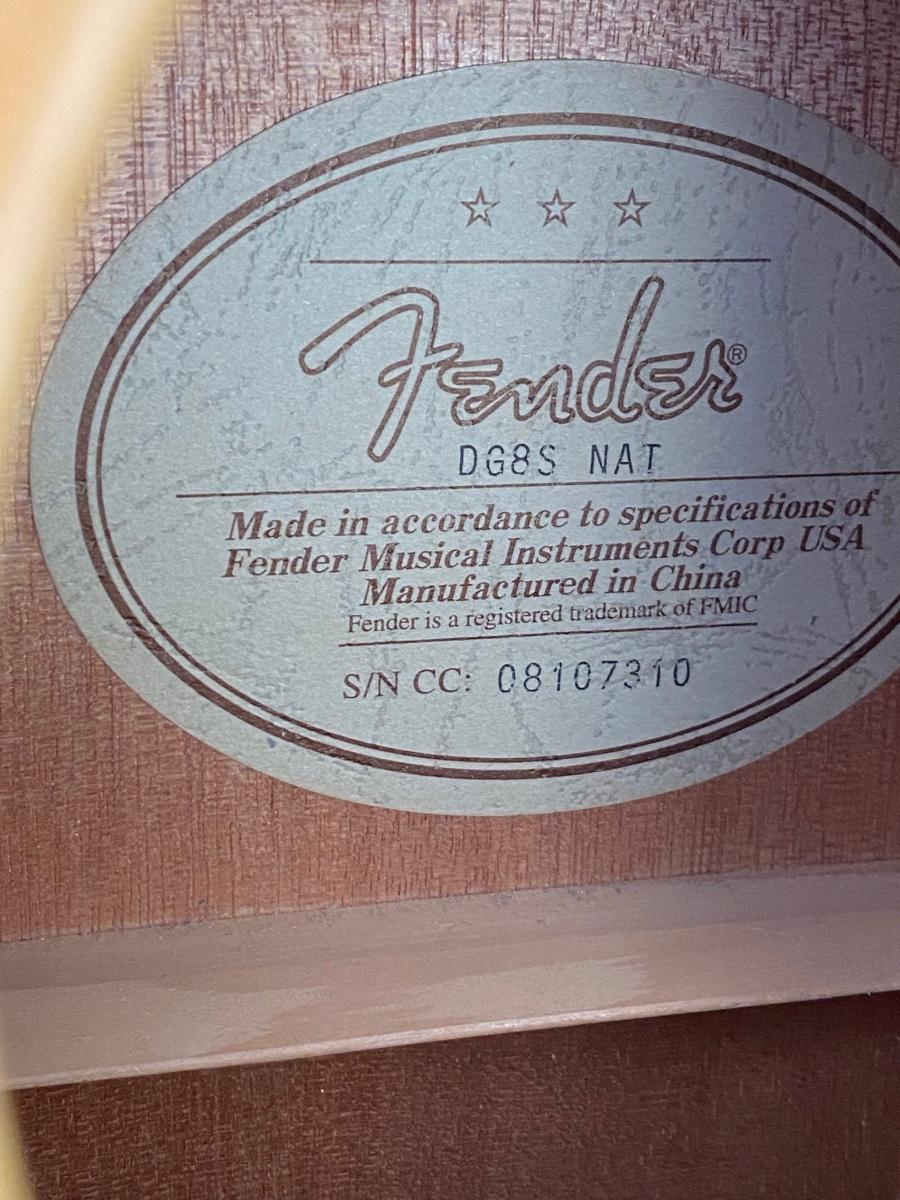 Fender®
DG8S NAT
Made in accordance to specifications of
Fender Musical Instruments Corp USA
Manufactured in China
Fender is a registered trademark of FMIC
S/N CC: 08107310